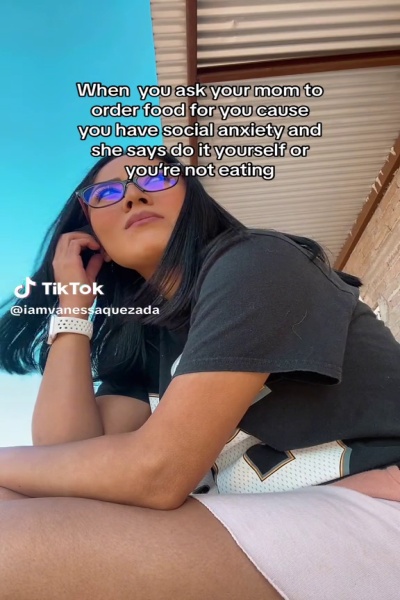 When you ask your mom to
order food for you cause
you have social anxiety and
she says do it yourself or
you're not eating
TikTok
@iamvanessaquezada